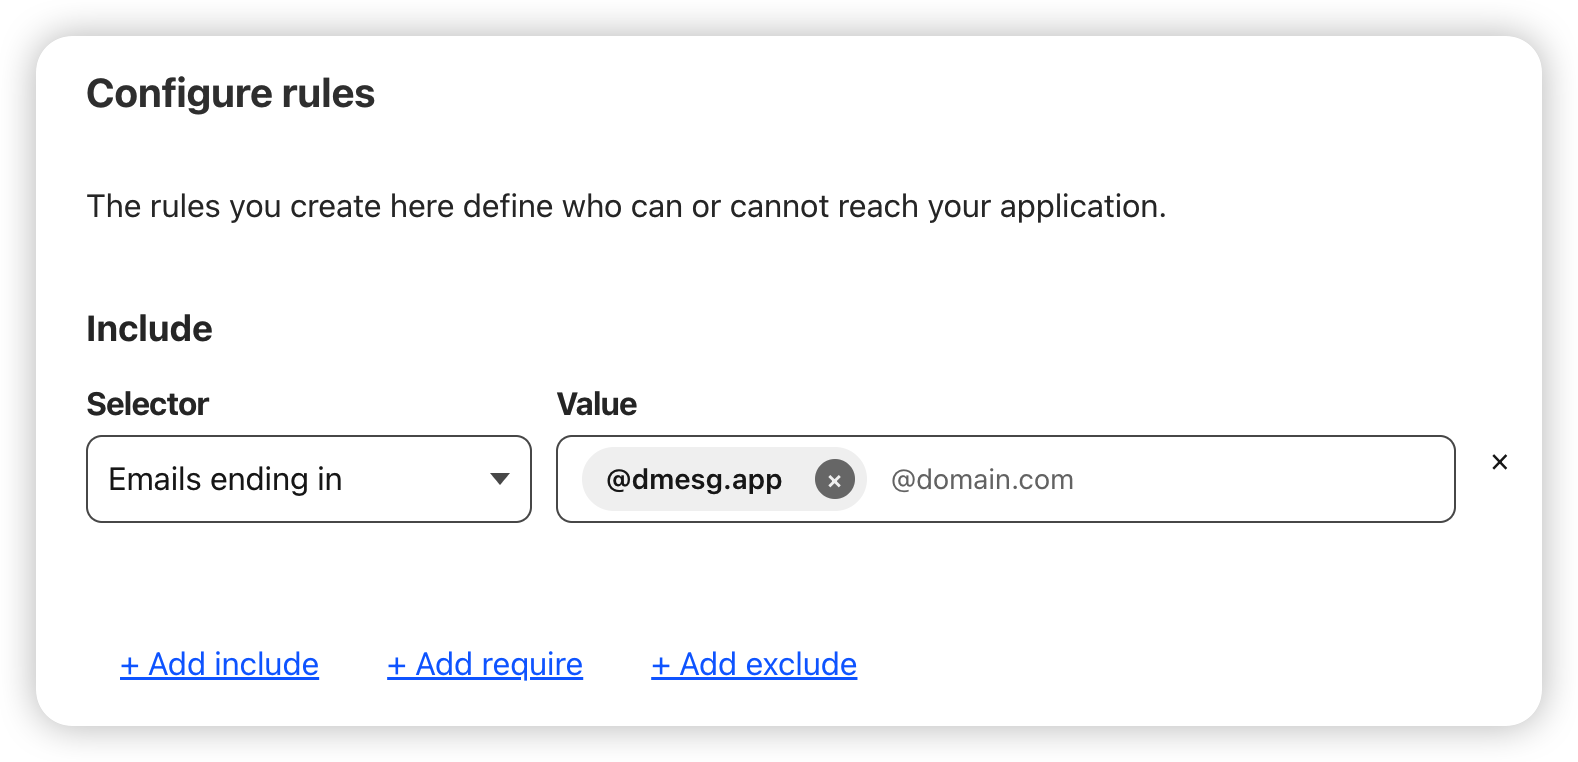 Configure rules
The rules you create here define who can or cannot reach your application.
Include
Selector Value
Emails ending in @dmesg.app × @domain.com ×
+ Add include + Add require + Add exclude